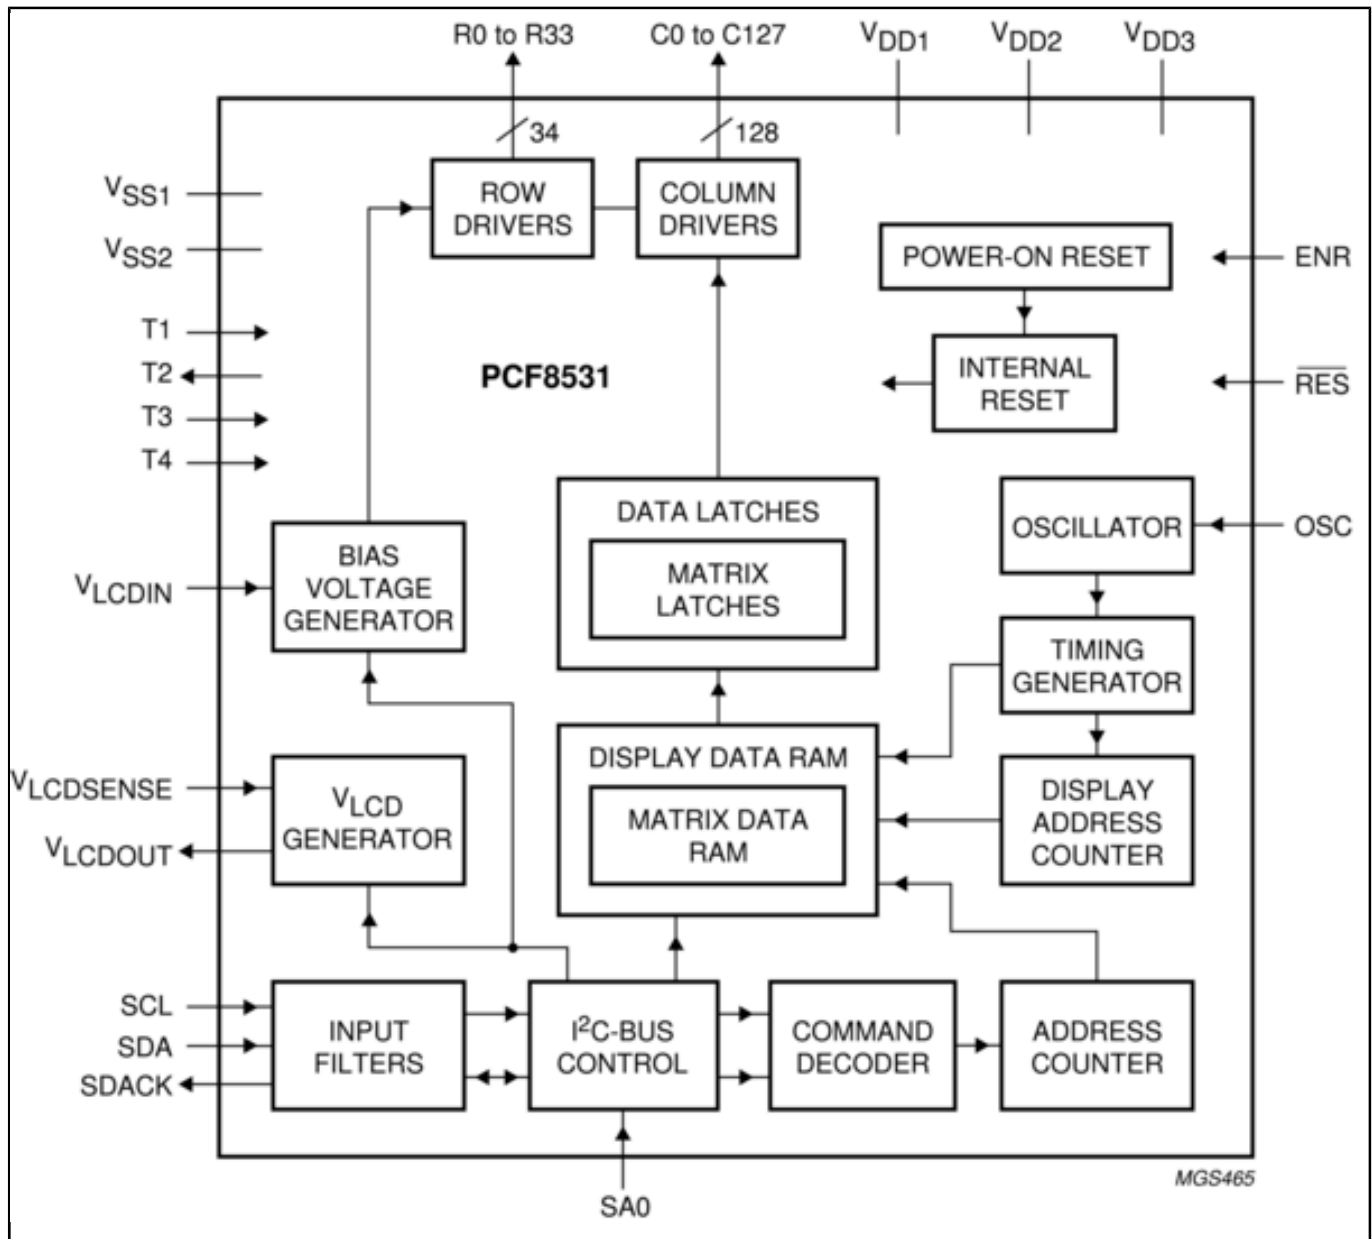 R0 to R33
C0 to C127
VDD1
VDD2
VDD3
34
128
VSS1
ROW
DRIVERS
COLUMN
DRIVERS
VSS2
POWER-ON RESET
ENR
T1
T2
T3
T4
PCF8531
INTERNAL
RESET
RES
DATA LATCHES
MATRIX
LATCHES
OSCILLATOR
OSC
VLCDIN
BIAS
VOLTAGE
GENERATOR
TIMING
GENERATOR
VLCDSENSE
VLCDOUT
VLCD
GENERATOR
DISPLAY DATA RAM
MATRIX DATA
RAM
DISPLAY
ADDRESS
COUNTER
SCL
SDA
SDACK
INPUT
FILTERS
I²C-BUS
CONTROL
COMMAND
DECODER
ADDRESS
COUNTER
SA0
MGS465